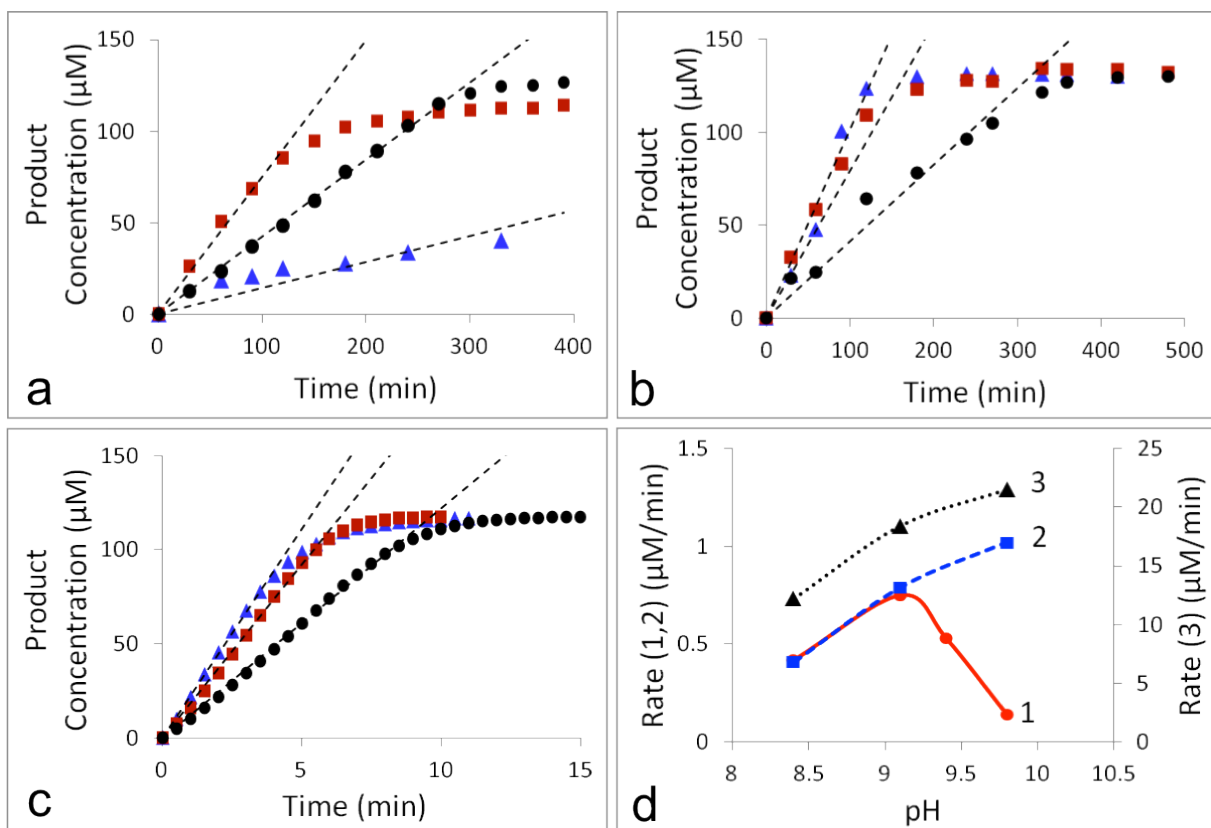 Product
Concentration (µM)
150
100
50
0
0 100 200 300 400
Time (min)
a
Product
Concentration (µM)
150
100
50
0
0 100 200 300 400 500
Time (min)
b
Product
Concentration (µM)
150
100
50
0
0 5 10 15
Time (min)
c
Rate (1,2) (µM/min)
1.5
1
0.5
0
8 8.5 9 9.5 10 10.5
pH
25
20
15
10
5
0
Rate (3) (µM/min)
3
2
1
d